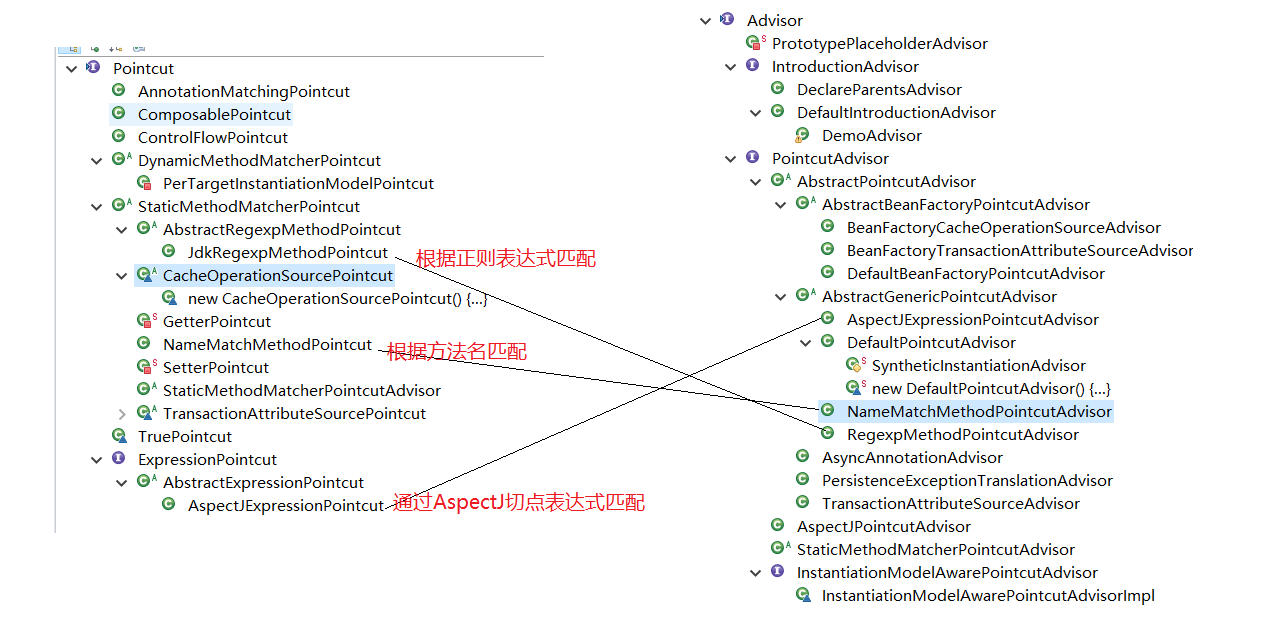 Pointcut
AnnotationMatchingPointcut
ComposablePointcut
ControlFlowPointcut
DynamicMethodMatcherPointcut
PerTargetInstantiationModelPointcut
StaticMethodMatcherPointcut
AbstractRegexpMethodPointcut
JdkRegexpMethodPointcut
根据正则表达式匹配
CacheOperationSourcePointcut
new CacheOperationSourcePointcut() {...}
GetterPointcut
NameMatchMethodPointcut
根据方法名匹配
SetterPointcut
StaticMethodMatcherPointcutAdvisor
TransactionAttributeSourcePointcut
TruePointcut
ExpressionPointcut
AbstractExpressionPointcut
AspectJExpressionPointcut
通过AspectJ切点表达式匹配
Advisor
PrototypePlaceholderAdvisor
IntroductionAdvisor
DeclareParentsAdvisor
DefaultIntroductionAdvisor
DemoAdvisor
PointcutAdvisor
AbstractPointcutAdvisor
AbstractBeanFactoryPointcutAdvisor
BeanFactoryCacheOperationSourceAdvisor
BeanFactoryTransactionAttributeSourceAdvisor
DefaultBeanFactoryPointcutAdvisor
AbstractGenericPointcutAdvisor
AspectJExpressionPointcutAdvisor
DefaultPointcutAdvisor
SyntheticInstantiationAdvisor
new DefaultPointcutAdvisor() {...}
NameMatchMethodPointcutAdvisor
RegexpMethodPointcutAdvisor
AsyncAnnotationAdvisor
PersistenceExceptionTranslationAdvisor
TransactionAttributeSourceAdvisor
AspectJPointcutAdvisor
StaticMethodMatcherPointcutAdvisor
InstantiationModelAwarePointcutAdvisor
InstantiationModelAwarePointcutAdvisorImpl